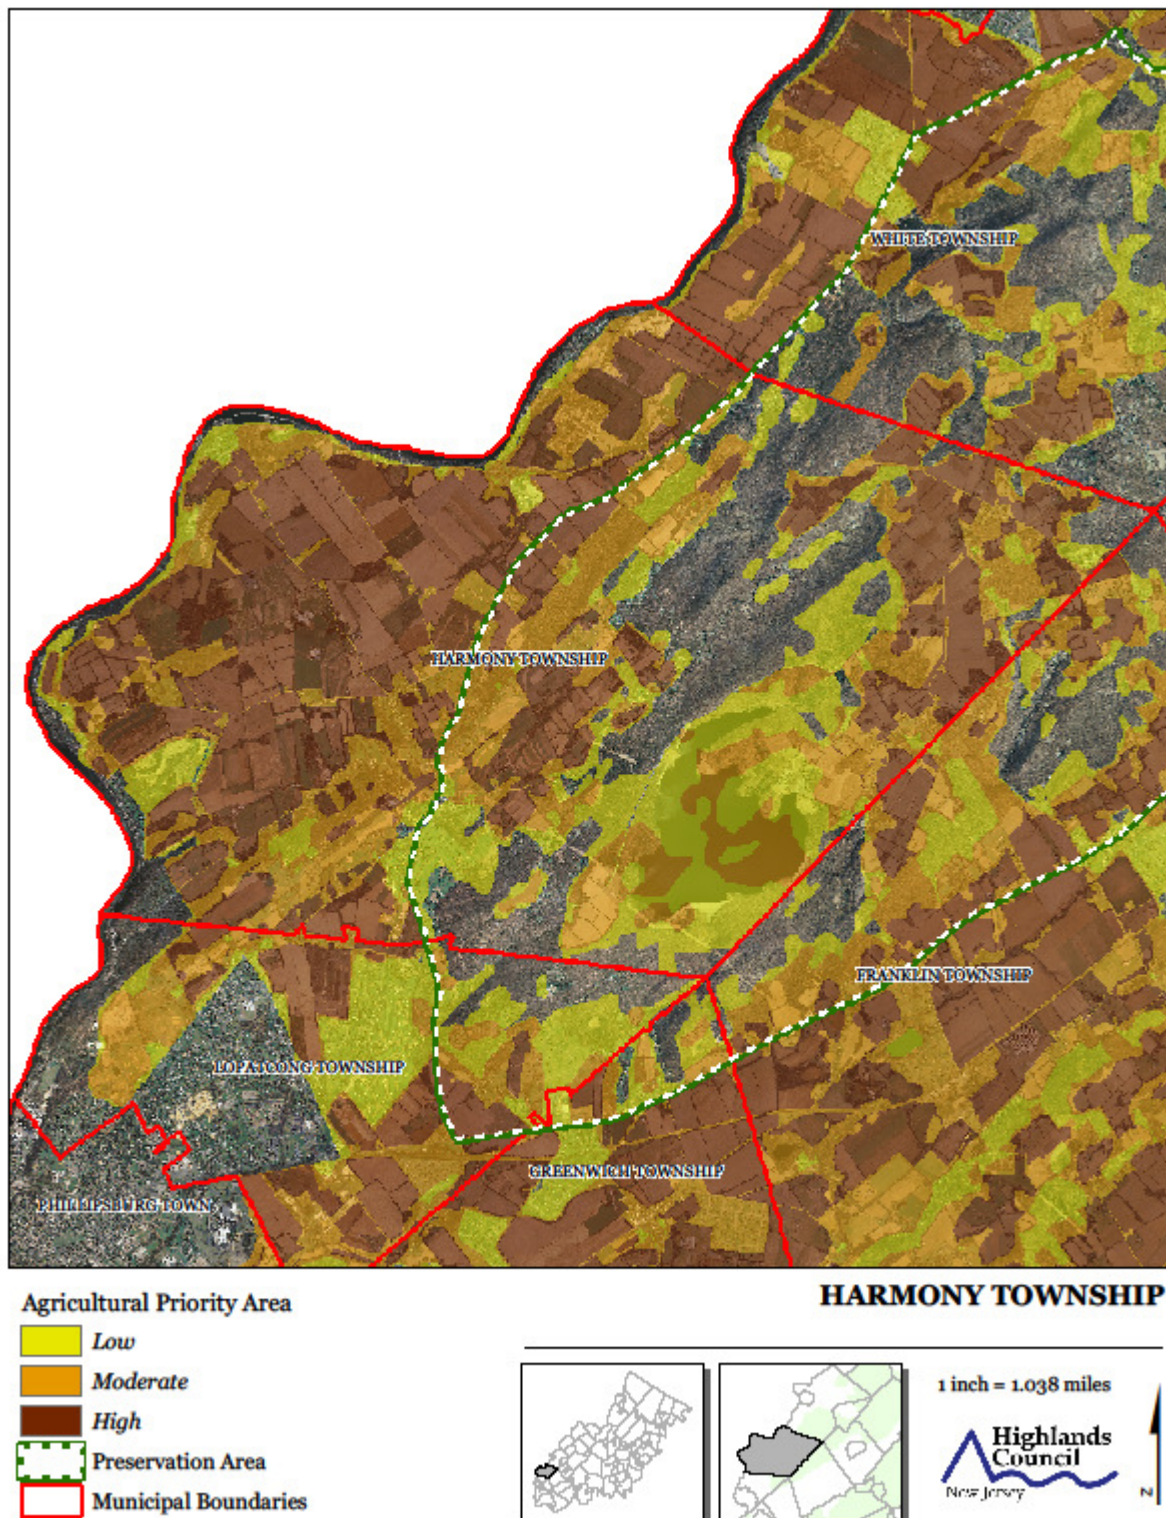 WHITE TOWNSHIP
HARMONY TOWNSHIP
FRANKLIN TOWNSHIP
LOPATCONG TOWNSHIP
GREENWICH TOWNSHIP
PHILLIPSBURG TOWN
Agricultural Priority Area
Low
Moderate
High
Preservation Area
Municipal Boundaries
HARMONY TOWNSHIP
1 inch = 1.038 miles
Highlands
Council
New Jersey
N